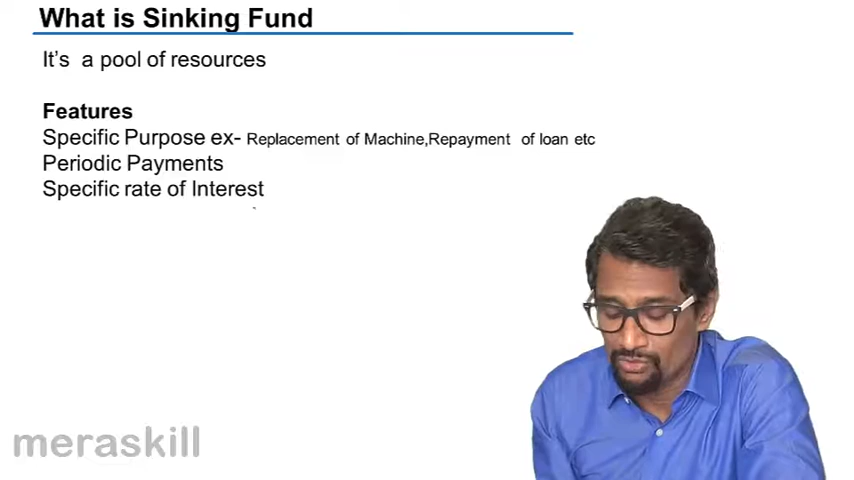 What is Sinking Fund
It's a pool of resources
Features
Specific Purpose ex- Replacement of Machine,Repayment of loan etc
Periodic Payments
Specific rate of Interest
meraskill